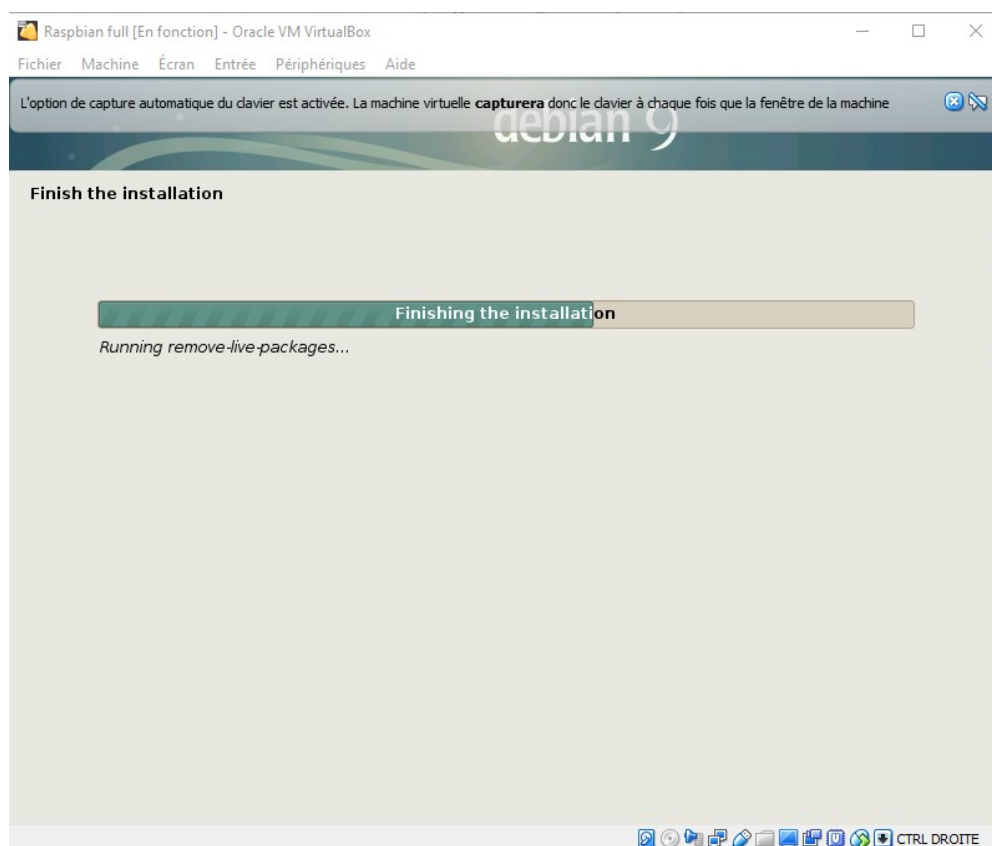 Raspbian full [En fonction] - Oracle VM VirtualBox
Fichier Machine Écran Entrée Périphériques Aide
L'option de capture automatique du clavier est activée. La machine virtuelle capturera donc le clavier à chaque fois que la fenêtre de la machine
debian 9
Finish the installation
Finishing the installation
Running remove-live-packages...
CTRL DROITE